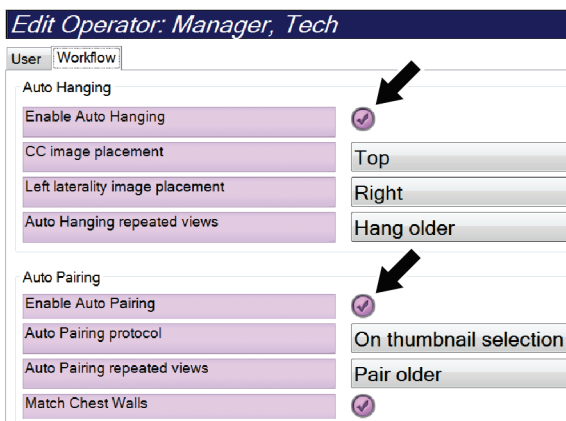 Edit Operator: Manager, Tech
User Workflow
Auto Hanging
Enable Auto Hanging
CC image placement Top
Left laterality image placement Right
Auto Hanging repeated views Hang older
Auto Pairing
Enable Auto Pairing
Auto Pairing protocol On thumbnail selection
Auto Pairing repeated views Pair older
Match Chest Walls